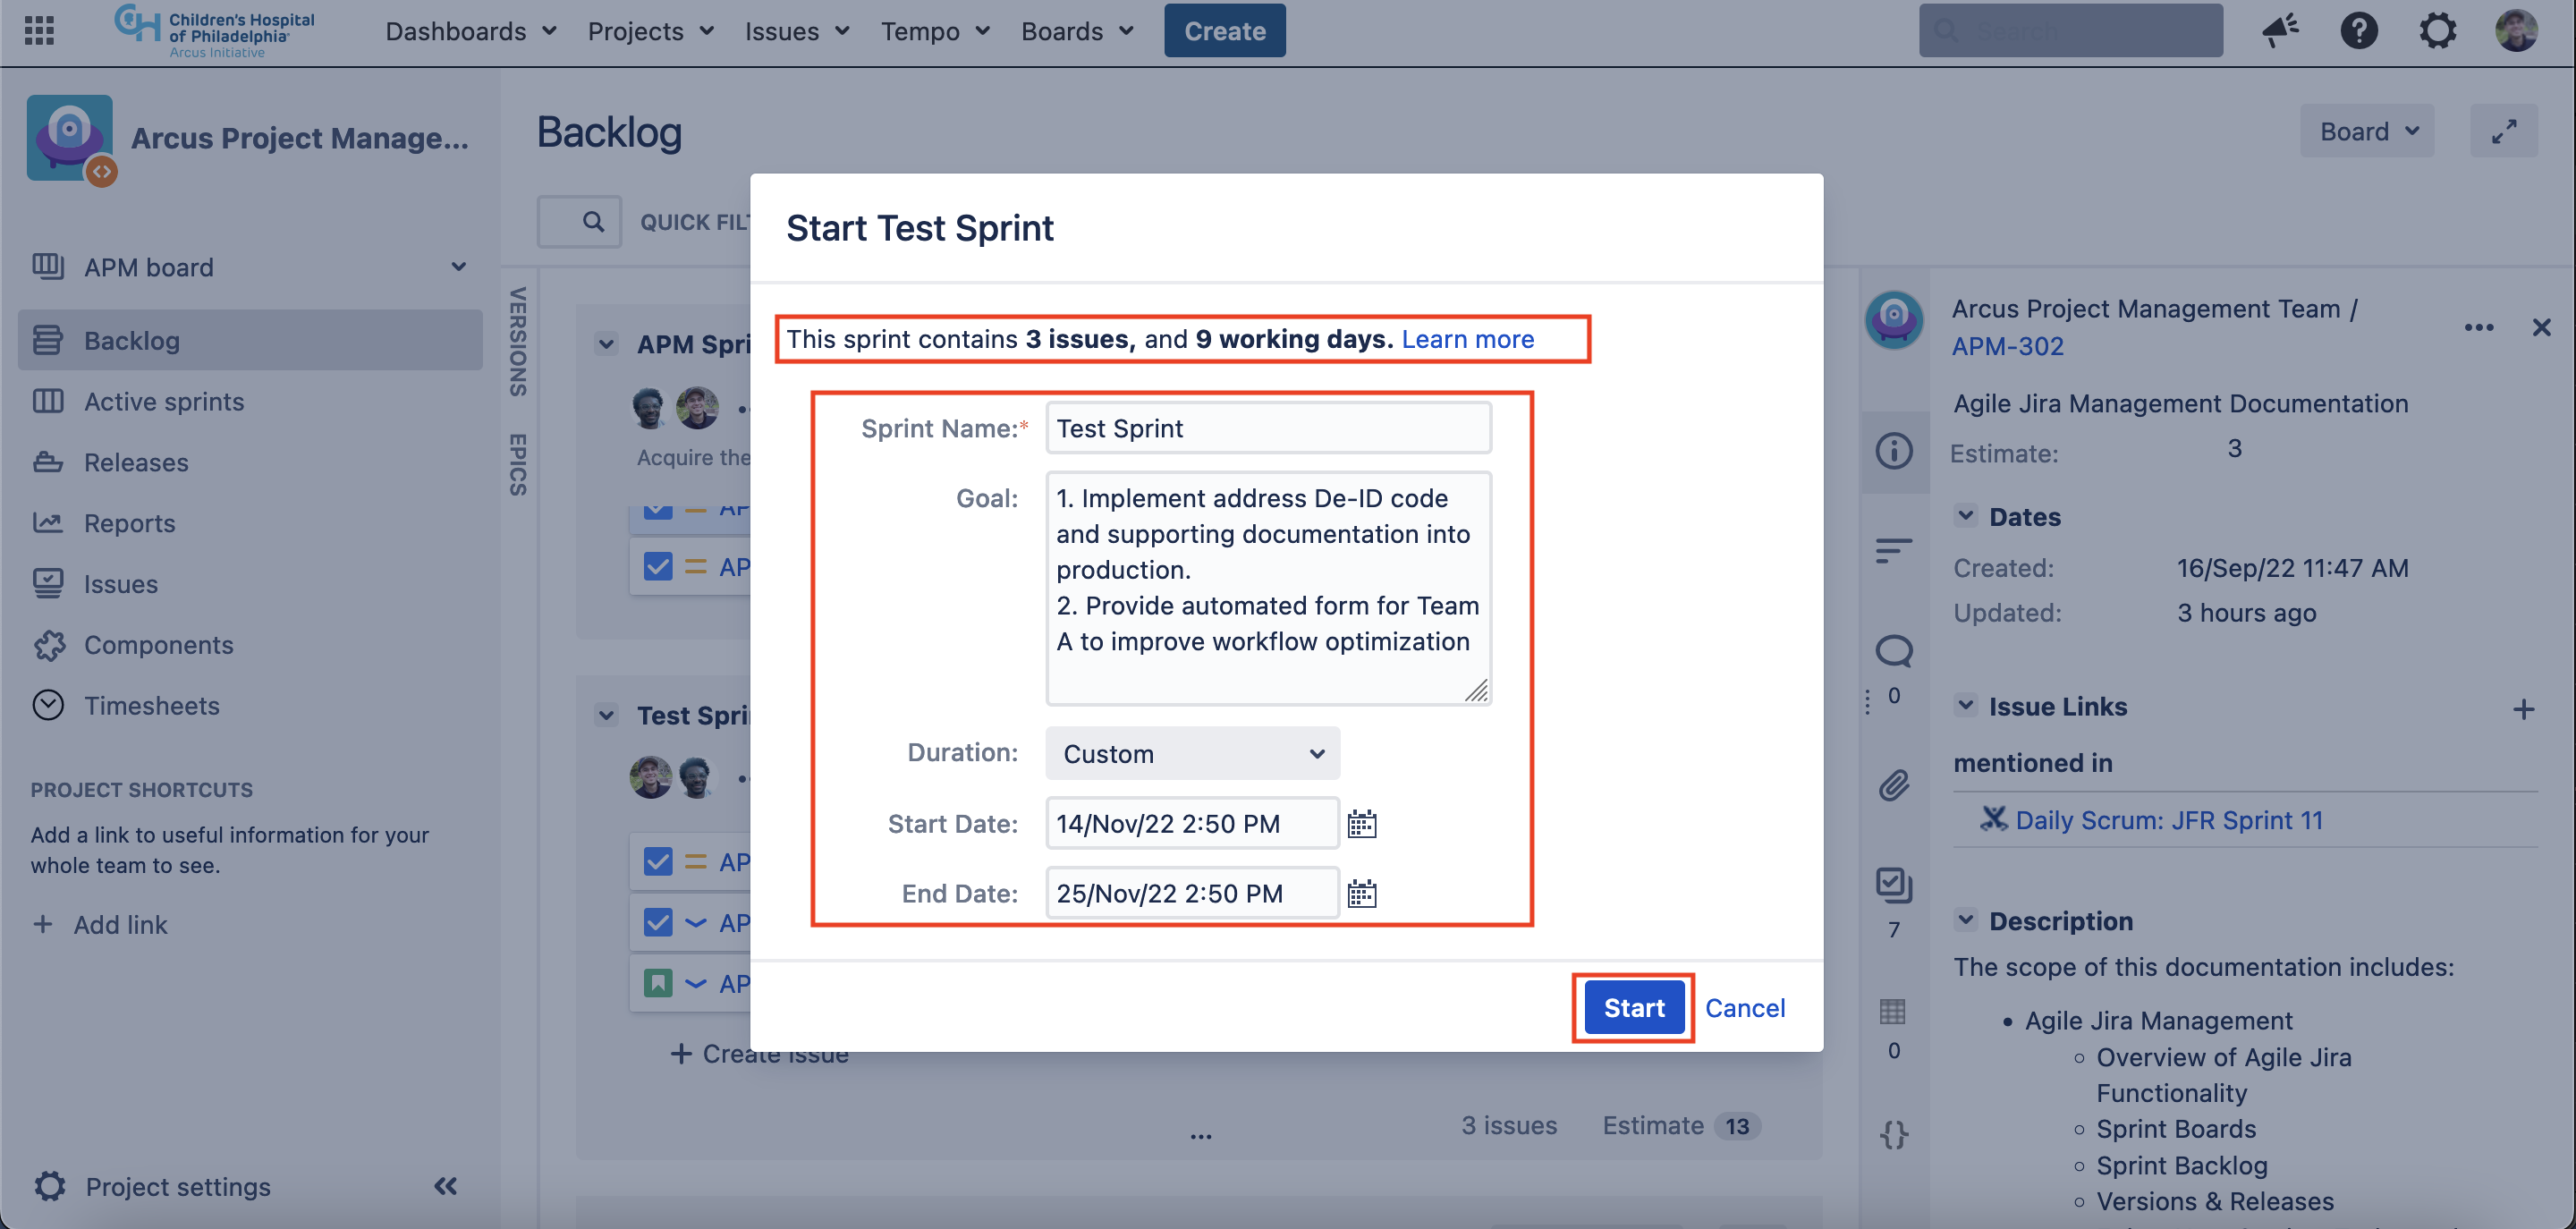 Children's Hospital
of Philadelphia
Arcus Initiative
Dashboards
Projects
Issues
Tempo
Boards
Create
Search
Arcus Project Manage...
APM board
Backlog
Active sprints
Releases
Reports
Issues
Components
Timesheets
PROJECT SHORTCUTS
Add a link to useful information for your
whole team to see.
+ Add link
Project settings
Backlog
Board
QUICK FILT
VERSIONS
EPICS
APM Spri
Acquire the
AP
AP
Test Spri
AP
AP
AP
+ Create issue
3 issues
Estimate 13
Start Test Sprint
This sprint contains 3 issues, and 9 working days. Learn more
Sprint Name:* Test Sprint
Goal:
1. Implement address De-ID code
and supporting documentation into
production.
2. Provide automated form for Team
A to improve workflow optimization
Duration: Custom
Start Date: 14/Nov/22 2:50 PM
End Date: 25/Nov/22 2:50 PM
Start Cancel
0
7
0
{}
Arcus Project Management Team /
APM-302
Agile Jira Management Documentation
Estimate: 3
Dates
Created: 16/Sep/22 11:47 AM
Updated: 3 hours ago
Issue Links
mentioned in
Daily Scrum: JFR Sprint 11
Description
The scope of this documentation includes:
• Agile Jira Management
◦ Overview of Agile Jira
Functionality
◦ Sprint Boards
◦ Sprint Backlog
◦ Versions & Releases